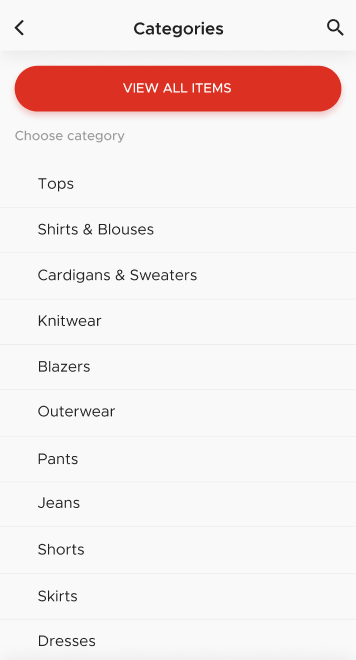 Categories
VIEW ALL ITEMS
Choose category
Tops
Shirts & Blouses
Cardigans & Sweaters
Knitwear
Blazers
Outerwear
Pants
Jeans
Shorts
Skirts
Dresses